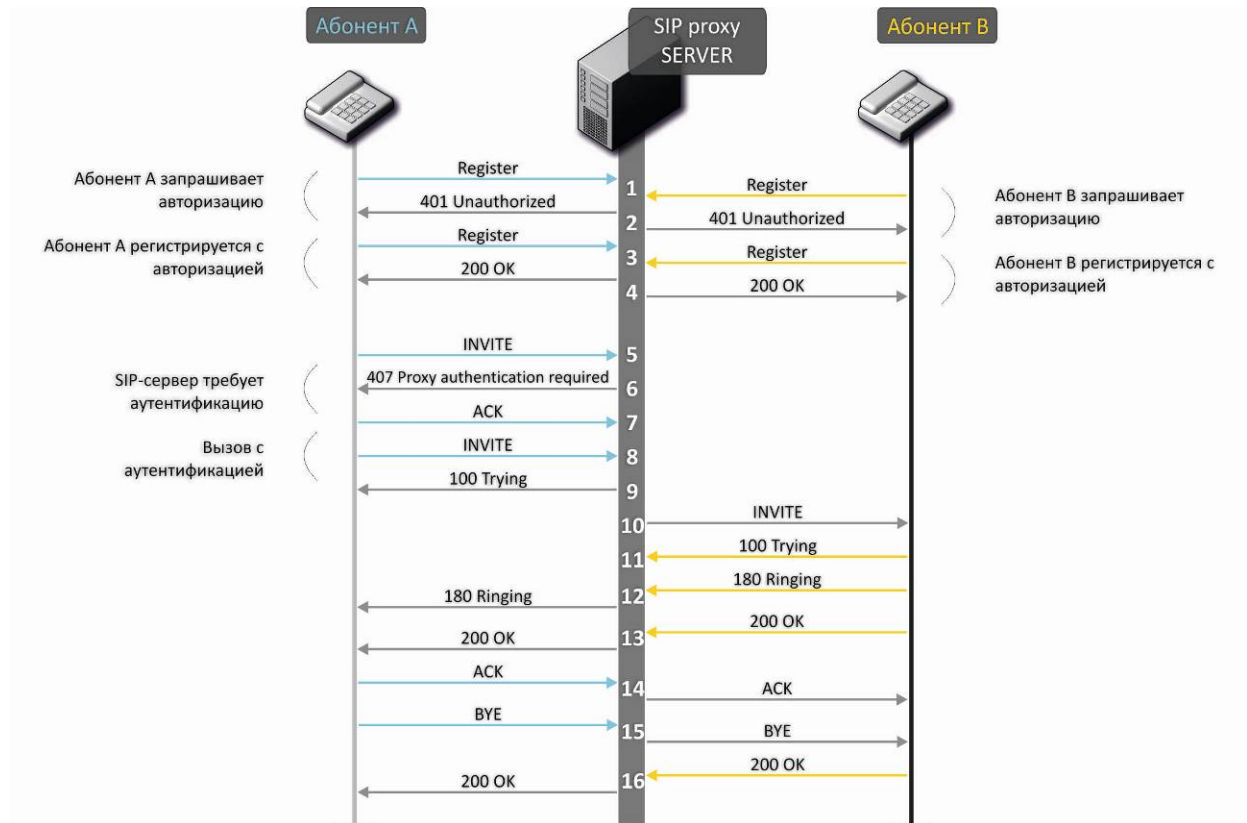 Абонент А
SIP proxy
SERVER
Абонент В
Абонент А запрашивает
авторизацию
Register
1
Register
Абонент В запрашивает
авторизацию
401 Unauthorized
2
401 Unauthorized
Абонент А регистрируется с
авторизацией
Register
3
Register
Абонент В регистрируется с
авторизацией
200 OK
4
200 OK
INVITE
5
SIP-сервер требует
аутентификацию
407 Proxy authentication required
6
ACK
7
Вызов с
аутентификацией
INVITE
8
100 Trying
9
INVITE
10
100 Trying
11
180 Ringing
12
180 Ringing
200 OK
13
200 OK
ACK
14
ACK
BYE
15
BYE
200 OK
16
200 OK